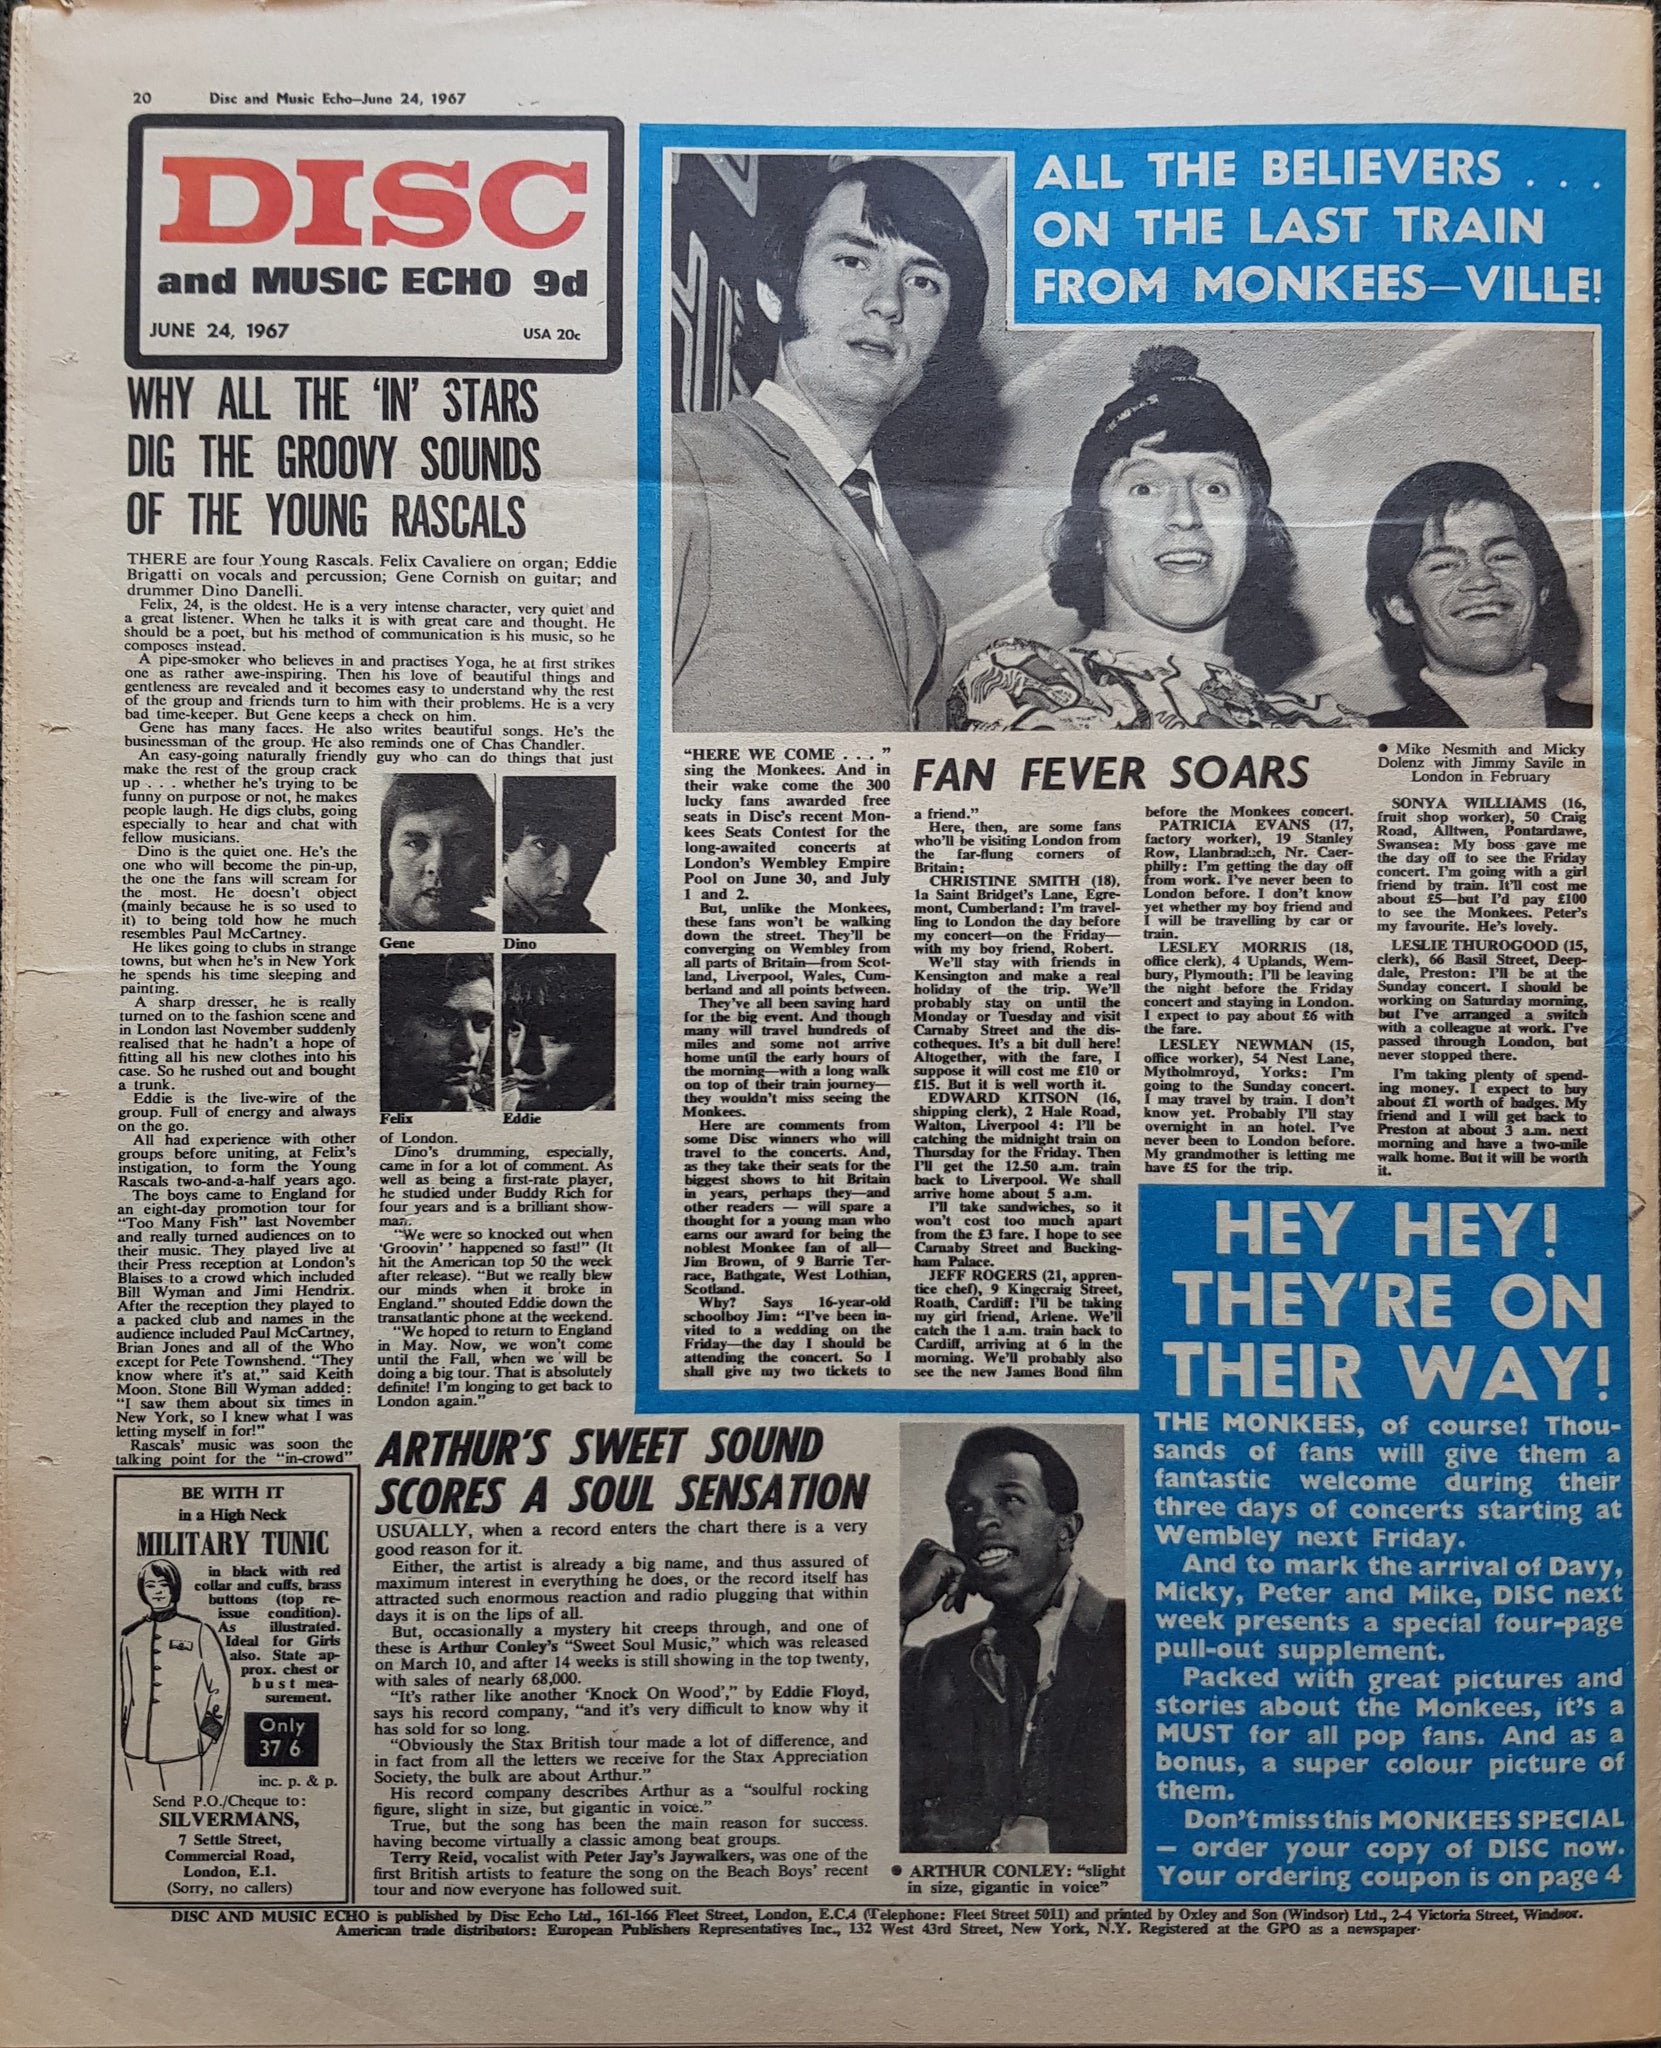 20 Disc and Music Echo—June 24, 1967
DISC
and MUSIC ECHO 9d
JUNE 24, 1967 USA 20c
WHY ALL THE 'IN' STARS
DIG THE GROOVY SOUNDS
OF THE YOUNG RASCALS
THERE are four Young Rascals. Felix Cavaliere on organ; Eddie
Brigatti on vocals and percussion; Gene Cornish on guitar; and
drummer Dino Danelli.
Felix, 24, is the oldest. He is a very intense character, very quiet and
a great listener. When he talks it is with great care and thought. He
should be a poet, but his method of communication is his music, so he
composes instead.
A pipe-smoker who believes in and practises Yoga, he at first strikes
one as rather awe-inspiring. Then his love of beautiful things and
gentleness are revealed and it becomes easy to understand why the rest
of the group and friends turn to him with their problems. He is a very
bad time-keeper. But Gene keeps a check on him.
Gene has many faces. He also writes beautiful songs. He's the
businessman of the group. He also reminds one of Chas Chandler.
An easy-going naturally friendly guy who can do things that just
make the rest of the group crack
up . . . whether he's trying to be
funny on purpose or not, he makes
people laugh. He digs clubs, going
especially to hear and chat with
fellow musicians.
Dino is the quiet one. He's the
one who will become the pin-up,
the one the fans will scream for
the most. He doesn't object
(mainly because he is so used to
it) to being told how he much
resembles Paul McCartney.
He likes going to clubs in strange
towns, but when he's in New York
he spends his time sleeping and
painting.
A sharp dresser, he is really
turned on to the fashion scene and
in London last November suddenly
realised that he hadn't a hope of
fitting all his new clothes into his
case. So he rushed out and bought
a trunk.
Eddie is the live-wire of the
group. Full of energy and always
on the go.
All had experience with other
groups before uniting, at Felix's
instigation, to form the Young
Rascals two-and-a-half years ago.
The boys came to England for
an eight-day promotion tour for
"Too Many Fish" last November
and really turned audiences on to
their music. They played live at
their Press reception at London's
Blaises to a crowd which included
Bill Wyman and Jimi Hendrix.
After the reception they played to
a packed club and names in the
audience included Paul McCartney,
Brian Jones and all of the Who
except for Pete Townshend. "They
know where it's at," said Keith
Moon. Stone Bill Wyman added:
"I saw them about six times in
New York, so I knew what I was
letting myself in for!"
Rascals' music was soon the
talking point for the "in-crowd"
Gene Dino
Felix Eddie
of London.
Dino's drumming, especially,
came in for a lot of comment. As
well as being a first-rate player,
he studied under Buddy Rich for
four years and is a brilliant show-
man.
"We were so knocked out when
'Groovin'' happened so fast!" (It
hit the American top 50 the week
after release). "But we really blew
our minds when it broke in
England." shouted Eddie down the
transatlantic phone at the weekend.
"We hoped to return to England
in May. Now, we won't come
until the Fall, when we will be
doing a big tour. That is absolutely
definite! I'm longing to get back to
London again."
BE WITH IT
in a High Neck
MILITARY TUNIC
in black with red
collar and cuffs, brass
buttons (top re-
issue condition).
As illustrated.
Ideal for Girls
also. State ap-
prox. chest or
bust mea-
surement.
Only
37/6
inc. p. & p.
Send P.O./Cheque to:
SILVERMANS,
7 Settle Street,
Commercial Road,
London, E.1.
(Sorry, no callers)
ALL THE BELIEVERS . . .
ON THE LAST TRAIN
FROM MONKEES—VILLE!
• Mike Nesmith and Micky
Dolenz with Jimmy Savile in
London in February
FAN FEVER SOARS
"HERE WE COME . . ."
sing the Monkees. And in
their wake come the 300
lucky fans awarded free
seats in Disc's recent Mon-
kees Seats Contest for the
long-awaited concerts at
London's Wembley Empire
Pool on June 30, and July
1 and 2.
But, unlike the Monkees,
these fans won't be walking
down the street. They'll be
converging on Wembley from
all parts of Britain—from Scot-
land, Liverpool, Wales, Cum-
berland and all points between.
They've all been saving hard
for the big event. And though
many will travel hundreds of
miles and some not arrive
home until the early hours of
the morning—with a long walk
on top of their train journey—
they wouldn't miss seeing the
Monkees.
Here are comments from
some Disc winners who will
travel to the concerts. And,
as they take their seats for the
biggest shows to hit Britain
in years, perhaps they—and
other readers — will spare a
thought for a young man who
earns our award for being the
noblest Monkee fan of all—
Jim Brown, of 9 Barrie Ter-
race, Bathgate, West Lothian,
Scotland.
Why? Says 16-year-old
schoolboy Jim: "I've been in-
vited to a wedding on the
Friday—the day I should be
attending the concert. So I
shall give my two tickets to
a friend."
Here, then, are some fans
who'll be visiting London from
the far-flung corners of
Britain:
CHRISTINE SMITH (18),
1a Saint Bridget's Lane, Egre-
mont, Cumberland: I'm travel-
ling to London the day before
my concert—on the Friday—
with my boy friend, Robert.
We'll stay with friends in
Kensington and make a real
holiday of the trip. We'll
probably stay on until the
Monday or Tuesday and visit
Carnaby Street and the dis-
cotheques. It's a bit dull here!
Altogether, with the fare, I
suppose it will cost me £10 or
£15. But it is well worth it.
EDWARD KITSON (16,
shipping clerk), 2 Hale Road,
Walton, Liverpool 4: I'll be
catching the midnight train on
Thursday for the Friday. Then
I'll get the 12.50 a.m. train
back to Liverpool. We shall
arrive home about 5 a.m.
I'll take sandwiches, so it
won't cost too much apart
from the £3 fare. I hope to see
Carnaby Street and Bucking-
ham Palace.
JEFF ROGERS (21, appren-
tice chef), 9 Kingcraig Street,
Roath, Cardiff: I'll be taking
my girl friend, Arlene. We'll
catch the 1 a.m. train back to
Cardiff, arriving at 6 in the
morning. We'll probably also
see the new James Bond film
before the Monkees concert.
PATRICIA EVANS (17,
factory worker), 19 Stanley
Row, Llanbradach, Nr. Caer-
philly: I'm getting the day off
from work. I've never been to
London before. I don't know
yet whether my boy friend and
I will be travelling by car or
train.
LESLEY MORRIS (18,
office clerk), 4 Uplands, Wem-
bury, Plymouth: I'll be leaving
the night before the Friday
concert and staying in London.
I expect to pay about £6 with
the fare.
LESLEY NEWMAN (15,
office worker), 54 Nest Lane,
Mytholmroyd, Yorks: I'm
going to the Sunday concert.
I may travel by train. I don't
know yet. Probably I'll stay
overnight in an hotel. I've
never been to London before.
My grandmother is letting me
have £5 for the trip.
SONYA WILLIAMS (16,
fruit shop worker), 50 Craig
Road, Alltwen, Pontardawe,
Swansea: My boss gave me
the day off to see the Friday
concert. I'm going with a girl
friend by train. It'll cost me
about £5—but I'd pay £100
to see the Monkees. Peter's
my favourite. He's lovely.
LESLIE THUROGOOD (15,
clerk), 66 Basil Street, Deep-
dale, Preston: I'll be at the
Sunday concert. I should be
working on Saturday morning,
but I've arranged a switch
with a colleague at work. I've
passed through London, but
never stopped there.
I'm taking plenty of spend-
ing money. I expect to buy
about £1 worth of badges. My
friend and I will get back to
Preston at about 3 a.m. next
morning and have a two-mile
walk home. But it will be worth
it.
HEY HEY!
THEY'RE ON
THEIR WAY!
THE MONKEES, of course! Thou-
sands of fans will give them a
fantastic welcome during their
three days of concerts starting at
Wembley next Friday.
And to mark the arrival of Davy,
Micky, Peter and Mike, DISC next
week presents a special four-page
pull-out supplement.
Packed with great pictures and
stories about the Monkees, it's a
MUST for all pop fans. And as a
bonus, a super colour picture of
them.
Don't miss this MONKEES SPECIAL
— order your copy of DISC now.
Your ordering coupon is on page 4
ARTHUR'S SWEET SOUND
SCORES A SOUL SENSATION
USUALLY, when a record enters the chart there is a very
good reason for it.
Either, the artist is already a big name, and thus assured of
maximum interest in everything he does, or the record itself has
attracted such enormous reaction and radio plugging that within
days it is on the lips of all.
But, occasionally a mystery hit creeps through, and one of
these is Arthur Conley's "Sweet Soul Music," which was released
on March 10, and after 14 weeks is still showing in the top twenty,
with sales of nearly 68,000.
"It's rather like another 'Knock On Wood'," by Eddie Floyd,
says his record company, "and it's very difficult to know why it
has sold for so long.
"Obviously the Stax British tour made a lot of difference, and
in fact from all the letters we receive for the Stax Appreciation
Society, the bulk are about Arthur."
His record company describes Arthur as a "soulful rocking
figure, slight in size, but gigantic in voice."
True, but the song has been the main reason for success.
having become virtually a classic among beat groups.
Terry Reid, vocalist with Peter Jay's Jaywalkers, was one of the
first British artists to feature the song on the Beach Boys' recent
tour and now everyone has followed suit.
• ARTHUR CONLEY: "slight
in size, gigantic in voice"
DISC AND MUSIC ECHO is published by Disc Echo Ltd., 161-166 Fleet Street, London, E.C.4 (Telephone: Fleet Street 5011) and printed by Oxley and Son (Windsor) Ltd., 2-4 Victoria Street, Windsor.
American trade distributors: European Publishers Representatives Inc., 132 West 43rd Street, New York, N.Y. Registered at the GPO as a newspaper.